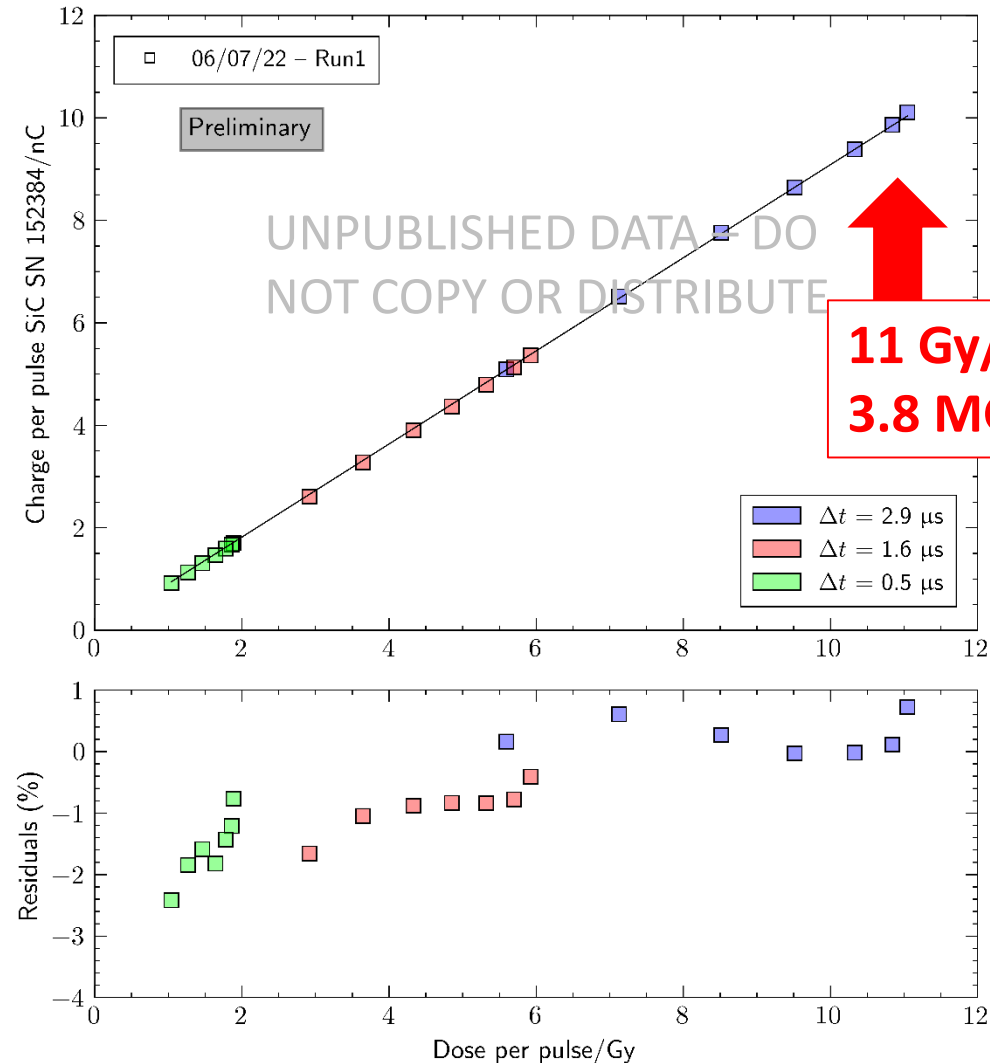 12
10
8
6
4
2
0
Charge per pulse SiC SN 152384/nC
06/07/22 – Run1
Preliminary
UNPUBLISHED DATA – DO
NOT COPY OR DISTRIBUTE
11 Gy/
3.8 MG
Δt = 2.9 μs
Δt = 1.6 μs
Δt = 0.5 μs
0 2 4 6 8 10 12
1
0
−1
−2
−3
−4
Residuals (%)
0 2 4 6 8 10 12
Dose per pulse/Gy